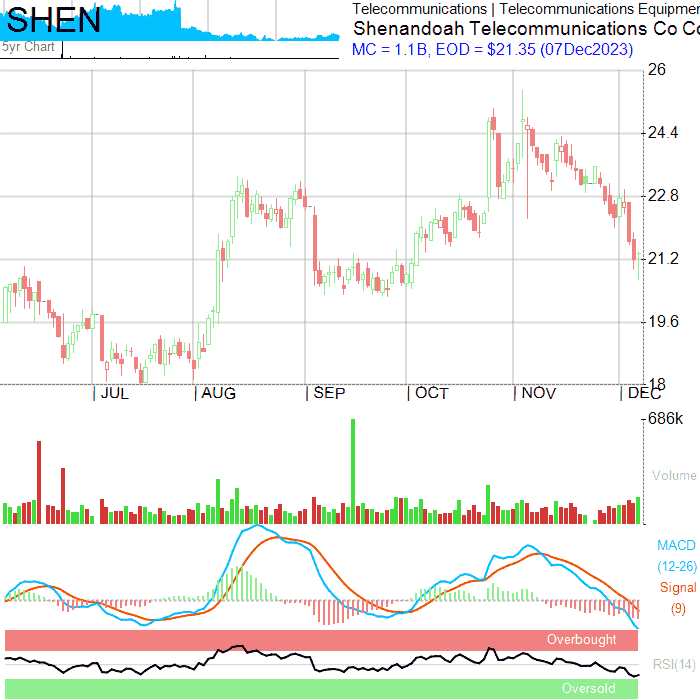 SHEN
5yr Chart
Telecommunications | Telecommunications Equipmen
Shenandoah Telecommunications Co Co
MC = 1.1B, EOD = $21.35 (07Dec2023)
26
24.4
22.8
21.2
19.6
18
JUL AUG SEP OCT NOV DEC
686k
Volume
MACD
(12-26)
Signal
(9)
Overbought
RSI(14)
Oversold